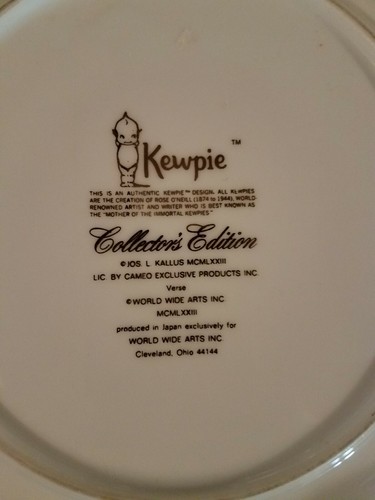 Kewpie ™
THIS IS AN AUTHENTIC KEWPIE™ DESIGN. ALL KEWPIES
ARE THE CREATION OF ROSE O'NEILL (1874 to 1944), WORLD
RENOWNED ARTIST AND WRITER WHO IS BEST KNOWN AS
THE "MOTHER OF THE IMMORTAL KEWPIES"
Collector's Edition
© JOS. L. KALLUS MCMLXXIII
LIC. BY CAMEO EXCLUSIVE PRODUCTS INC.
Verse
© WORLD WIDE ARTS INC.
MCMLXXIII
produced in Japan exclusively for
WORLD WIDE ARTS INC.
Cleveland, Ohio 44144